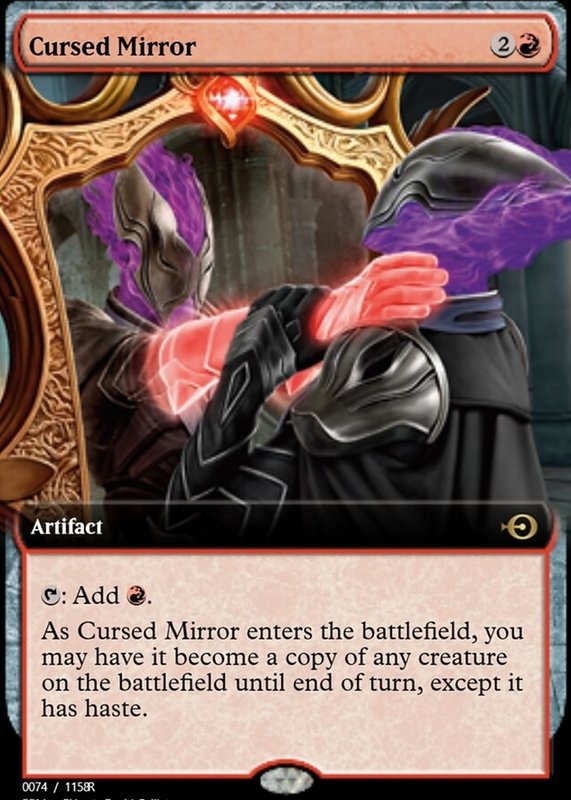 Cursed Mirror 2
Artifact
: Add .
As Cursed Mirror enters the battlefield, you
may have it become a copy of any creature
on the battlefield until end of turn, except it
has haste.
0074 / 1158R